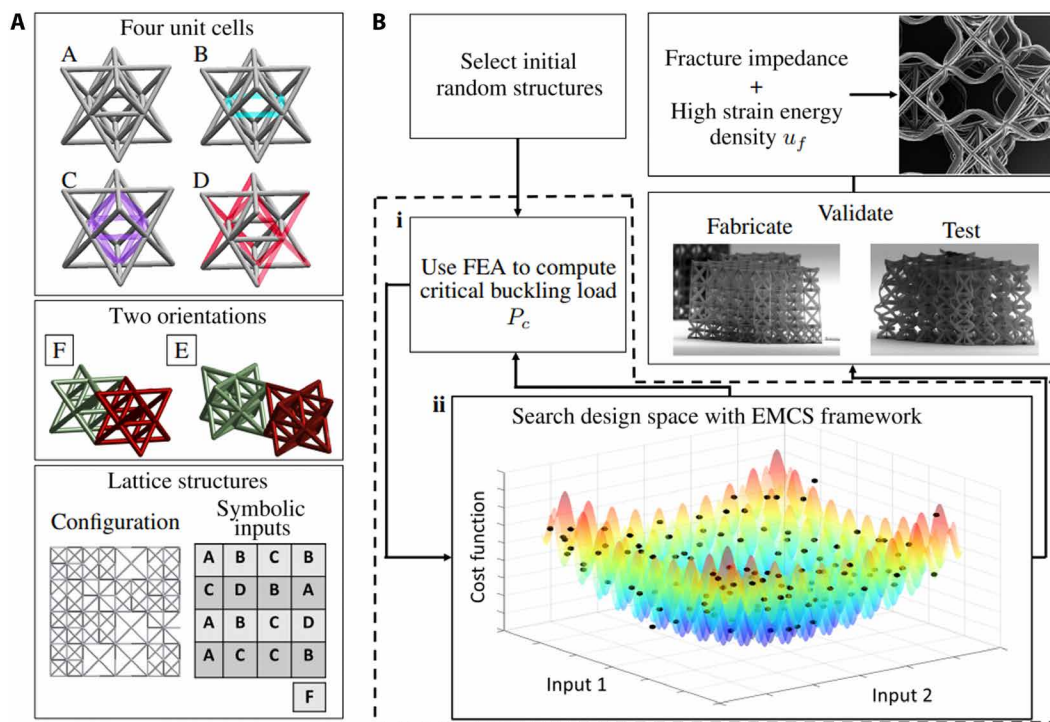 A
Four unit cells
A
B
C
D
Two orientations
F
E
Lattice structures
Configuration
Symbolic
inputs
A B C B
C D B A
A B C D
A C C B
F
B
Select initial
random structures
Fracture impedance
+
High strain energy
density u_f
i
Use FEA to compute
critical buckling load
P_c
Validate
Fabricate
Test
ii
Search design space with EMCS framework
Cost function
Input 1
Input 2